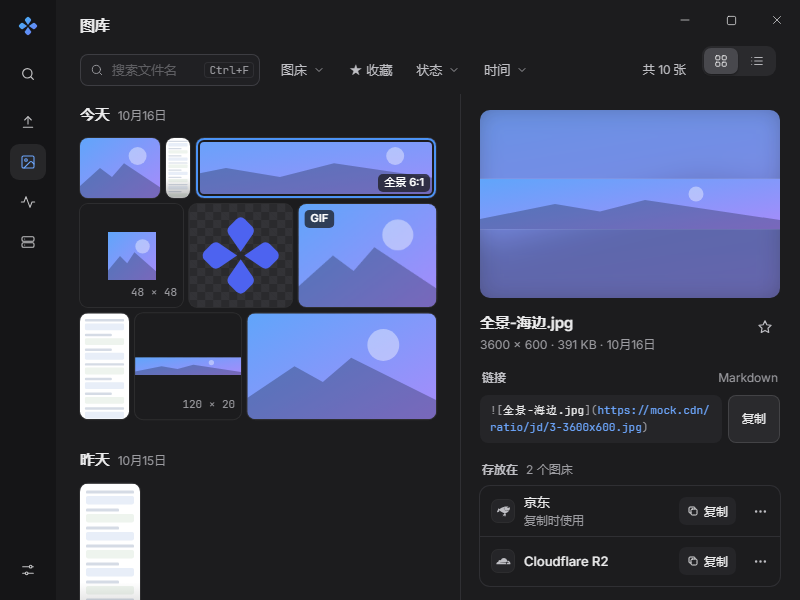 图库
搜索文件名 Ctrl+F 图床 ★ 收藏 状态 时间 共 10 张
今天 10月16日
全景 6:1
48 × 48
GIF
120 × 20
昨天 10月15日
全景-海边.jpg
3600 × 600 · 391 KB · 10月16日
链接 Markdown
![全景-海边.jpg](https://mock.cdn/
ratio/jd/3-3600x600.jpg)
复制
存放在 2 个图床
京东
复制时使用
复制
Cloudflare R2
复制